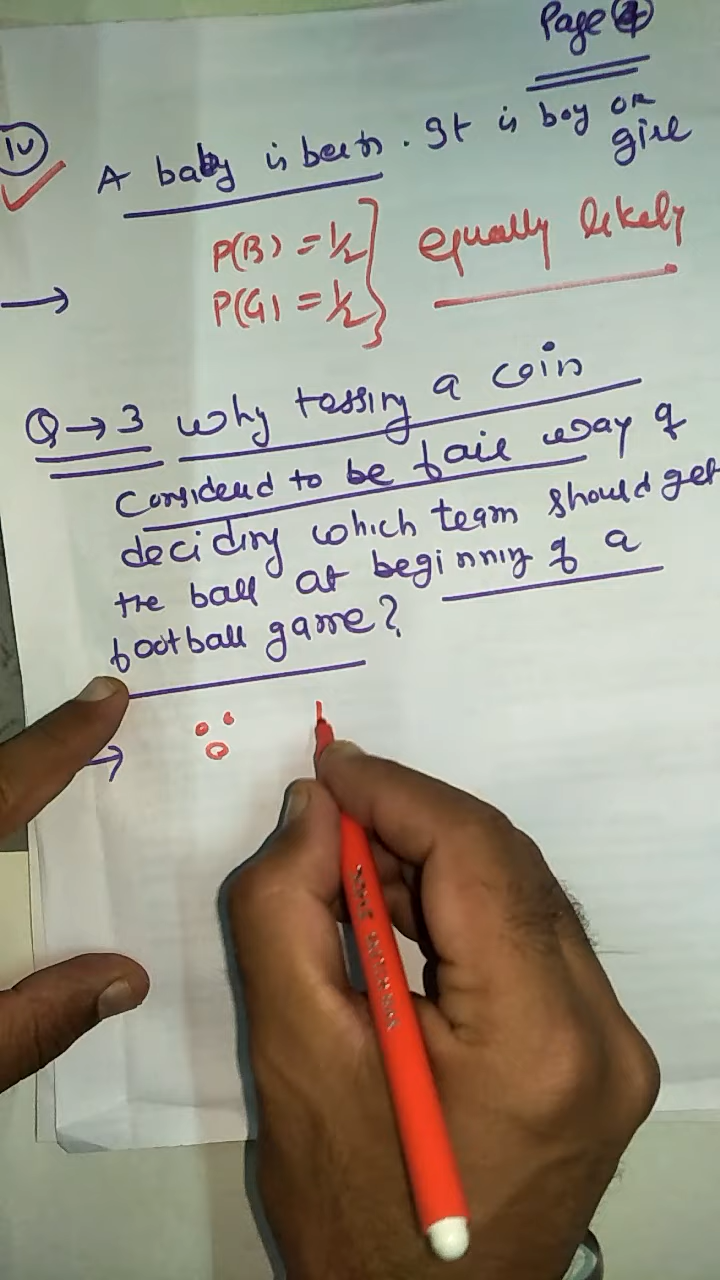 Page 4
iv
A baby is born. It is boy or
girl
P(B) = 1/2
P(G) = 1/2
equally likely
Q → 3 Why tossing a coin
Considered to be fair way of
deciding which team should get
the ball at beginning of a
football game?